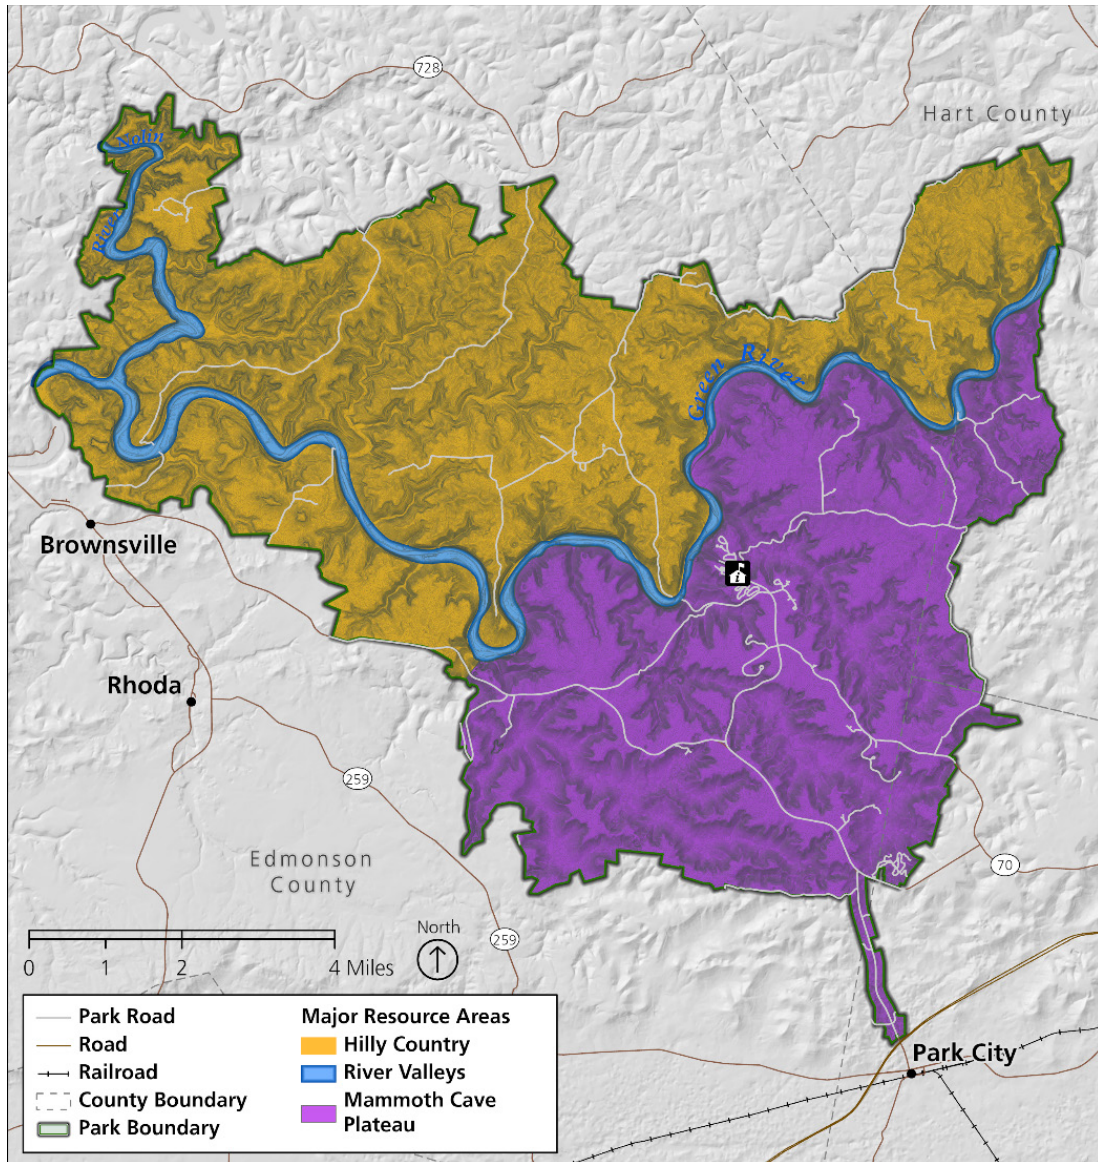 728
Hart County
Nolin
River
Green River
Brownsville
i
Rhoda
259
Edmonson
County
70
North
259
0 2 4 Miles
Park City
Park Road
Road
Railroad
County Boundary
Park Boundary
Major Resource Areas
Hilly Country
River Valleys
Mammoth Cave
Plateau